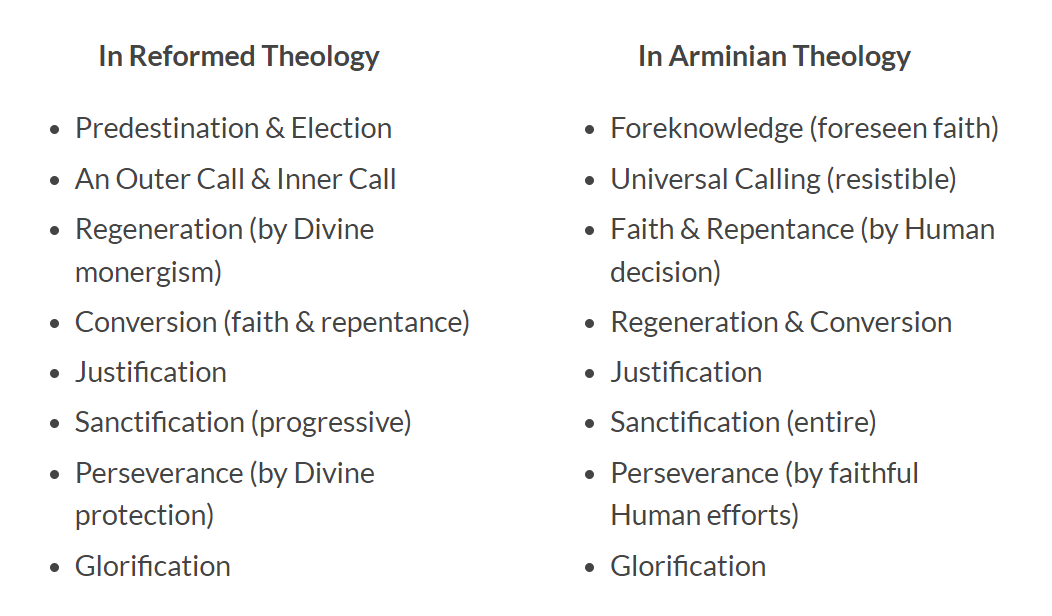 In Reformed Theology
• Predestination & Election
• An Outer Call & Inner Call
• Regeneration (by Divine
monergism)
• Conversion (faith & repentance)
• Justification
• Sanctification (progressive)
• Perseverance (by Divine
protection)
• Glorification
In Arminian Theology
• Foreknowledge (foreseen faith)
• Universal Calling (resistible)
• Faith & Repentance (by Human
decision)
• Regeneration & Conversion
• Justification
• Sanctification (entire)
• Perseverance (by faithful
Human efforts)
• Glorification